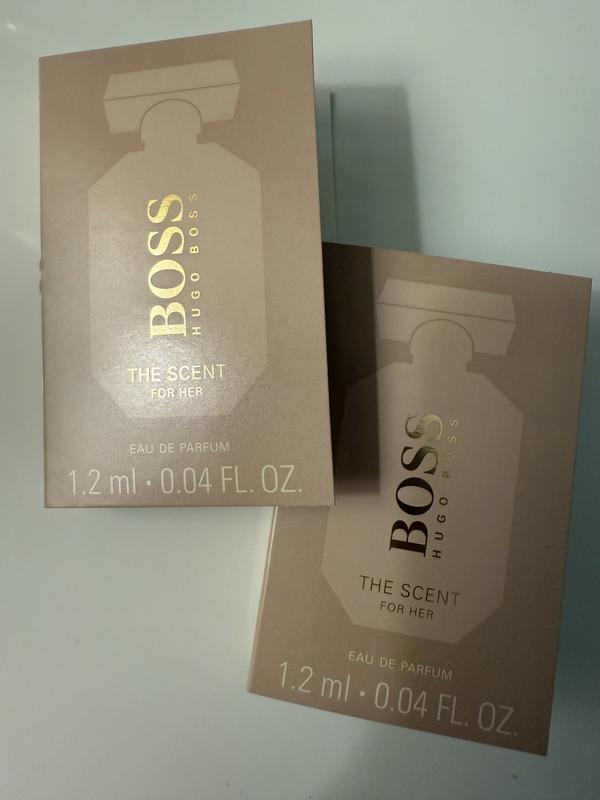 BOSS
HUGO BOSS
THE SCENT
FOR HER
EAU DE PARFUM
1.2 ml • 0.04 FL. OZ.
BOSS
HUGO BOSS
THE SCENT
FOR HER
EAU DE PARFUM
1.2 ml • 0.04 FL. OZ.